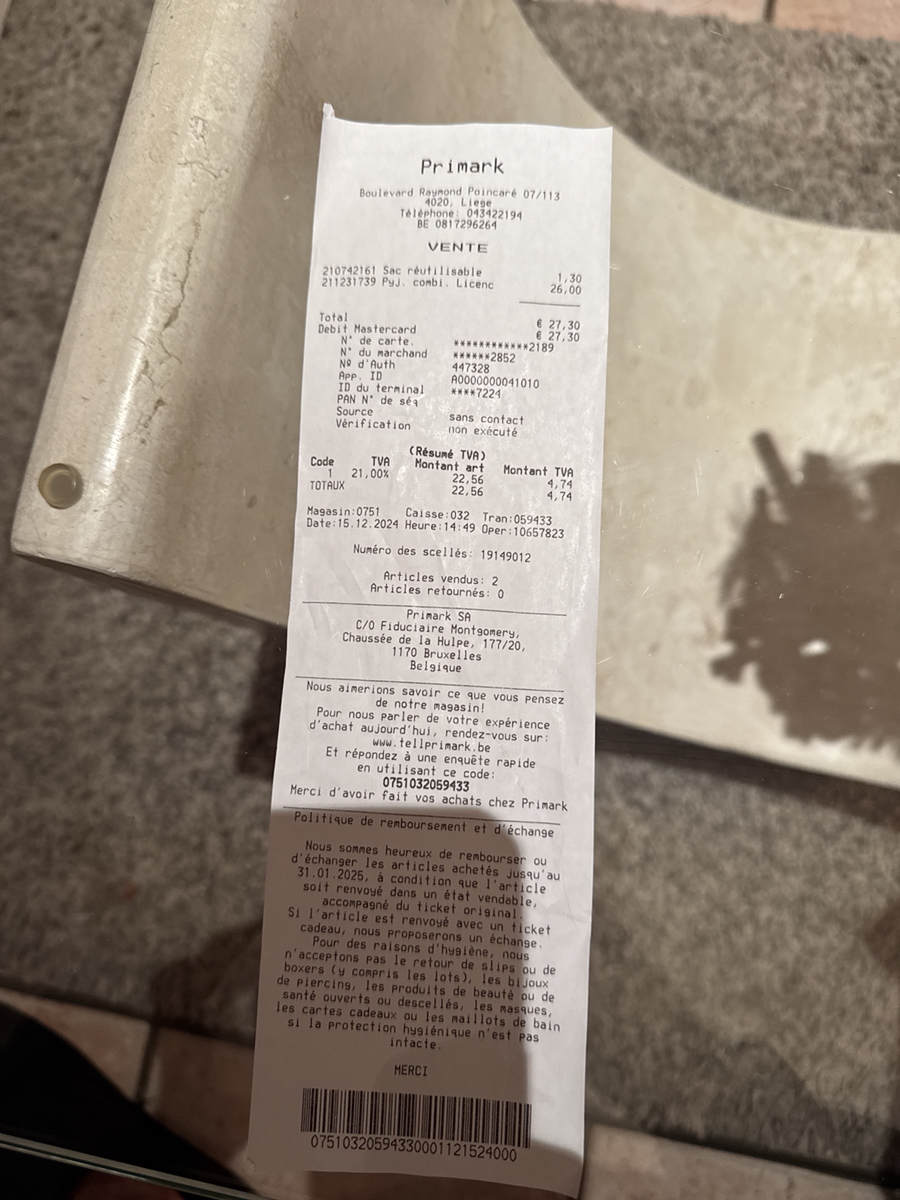 Primark
Boulevard Raymond Poincaré 07/113
4020, Liege
Téléphone: 043422194
BE 0817296264
VENTE
210742161 Sac réutilisable 1,30
211231739 Pyj. combi. Licenc 26,00
Total € 27,30
Debit Mastercard € 27,30
N° de carte. ************2189
N° du marchand ******2852
Nº d'Auth 447328
App. ID A0000000041010
ID du terminal ****7224
PAN N° de séq
Source sans contact
Vérification non exécuté
(Résumé TVA)
Code TVA Montant art Montant TVA
1 21,00% 22,56 4,74
TOTAUX 22,56 4,74
Magasin:0751 Caisse:032 Tran:059433
Date:15.12.2024 Heure:14:49 Oper:10657823
Numéro des scellés: 19149012
Articles vendus: 2
Articles retournés: 0
Primark SA
C/O Fiduciaire Montgomery,
Chaussée de la Hulpe, 177/20,
1170 Bruxelles
Belgique
Nous aimerions savoir ce que vous pensez
de notre magasin!
Pour nous parler de votre expérience
d'achat aujourd'hui, rendez-vous sur:
www.tellprimark.be
Et répondez à une enquête rapide
en utilisant ce code:
0751032059433
Merci d'avoir fait vos achats chez Primark
Politique de remboursement et d'échange
Nous sommes heureux de rembourser ou
d'échanger les articles achetés jusqu'au
31.01.2025, à condition que l'article
soit renvoyé dans un état vendable,
accompagné du ticket original.
Si l'article est renvoyé avec un ticket
cadeau, nous proposerons un échange.
Pour des raisons d'hygiène, nous
n'acceptons pas le retour de slips ou de
boxers (y compris les lots), les bijoux
de piercing, les produits de beauté ou de
santé ouverts ou descellés, les masques,
les cartes cadeaux ou les maillots de bain
si la protection hygiénique n'est pas
intacte.
MERCI
07510320594330001121524000